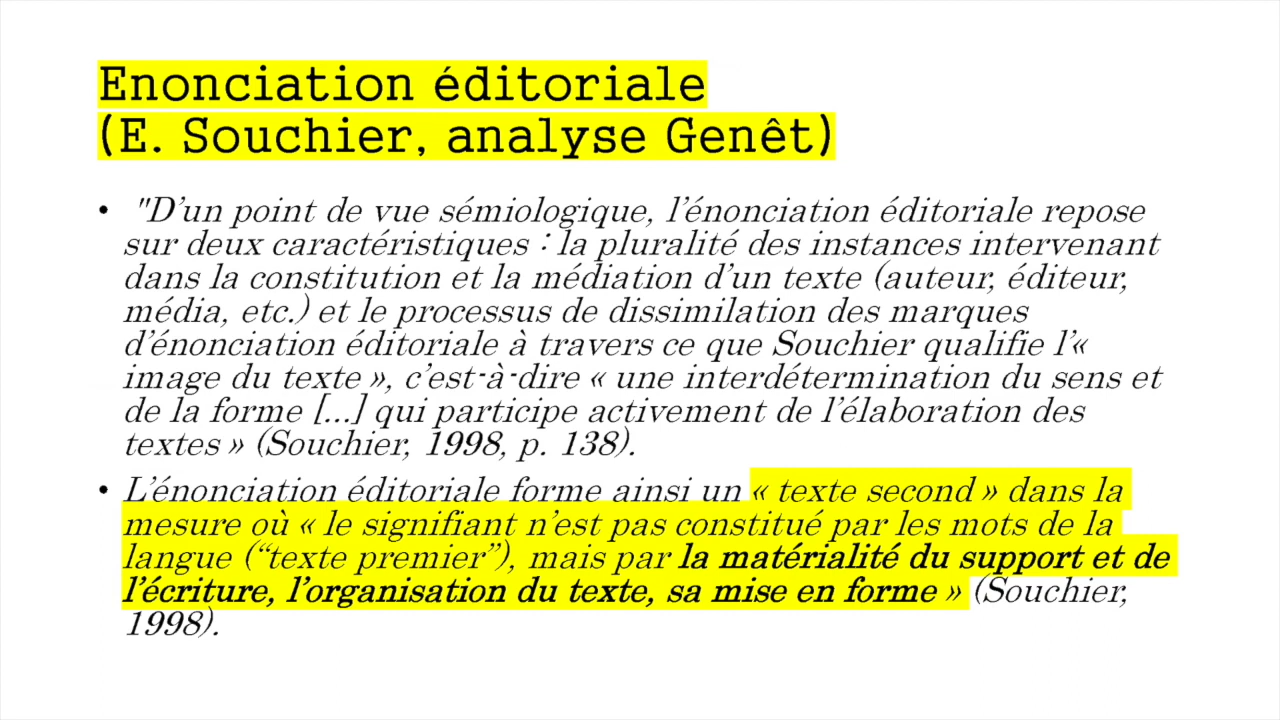 Enonciation éditoriale
(E. Souchier, analyse Genêt)
• "D’un point de vue sémiologique, l’énonciation éditoriale repose
sur deux caractéristiques : la pluralité des instances intervenant
dans la constitution et la médiation d’un texte (auteur, éditeur,
média, etc.) et le processus de dissimilation des marques
d’énonciation éditoriale à travers ce que Souchier qualifie l’«
image du texte », c’est-à-dire « une interdétermination du sens et
de la forme [...] qui participe activement de l’élaboration des
textes » (Souchier, 1998, p. 138).
• L’énonciation éditoriale forme ainsi un « texte second » dans la
mesure où « le signifiant n’est pas constitué par les mots de la
langue (“texte premier”), mais par la matérialité du support et de
l’écriture, l’organisation du texte, sa mise en forme » (Souchier,
1998).